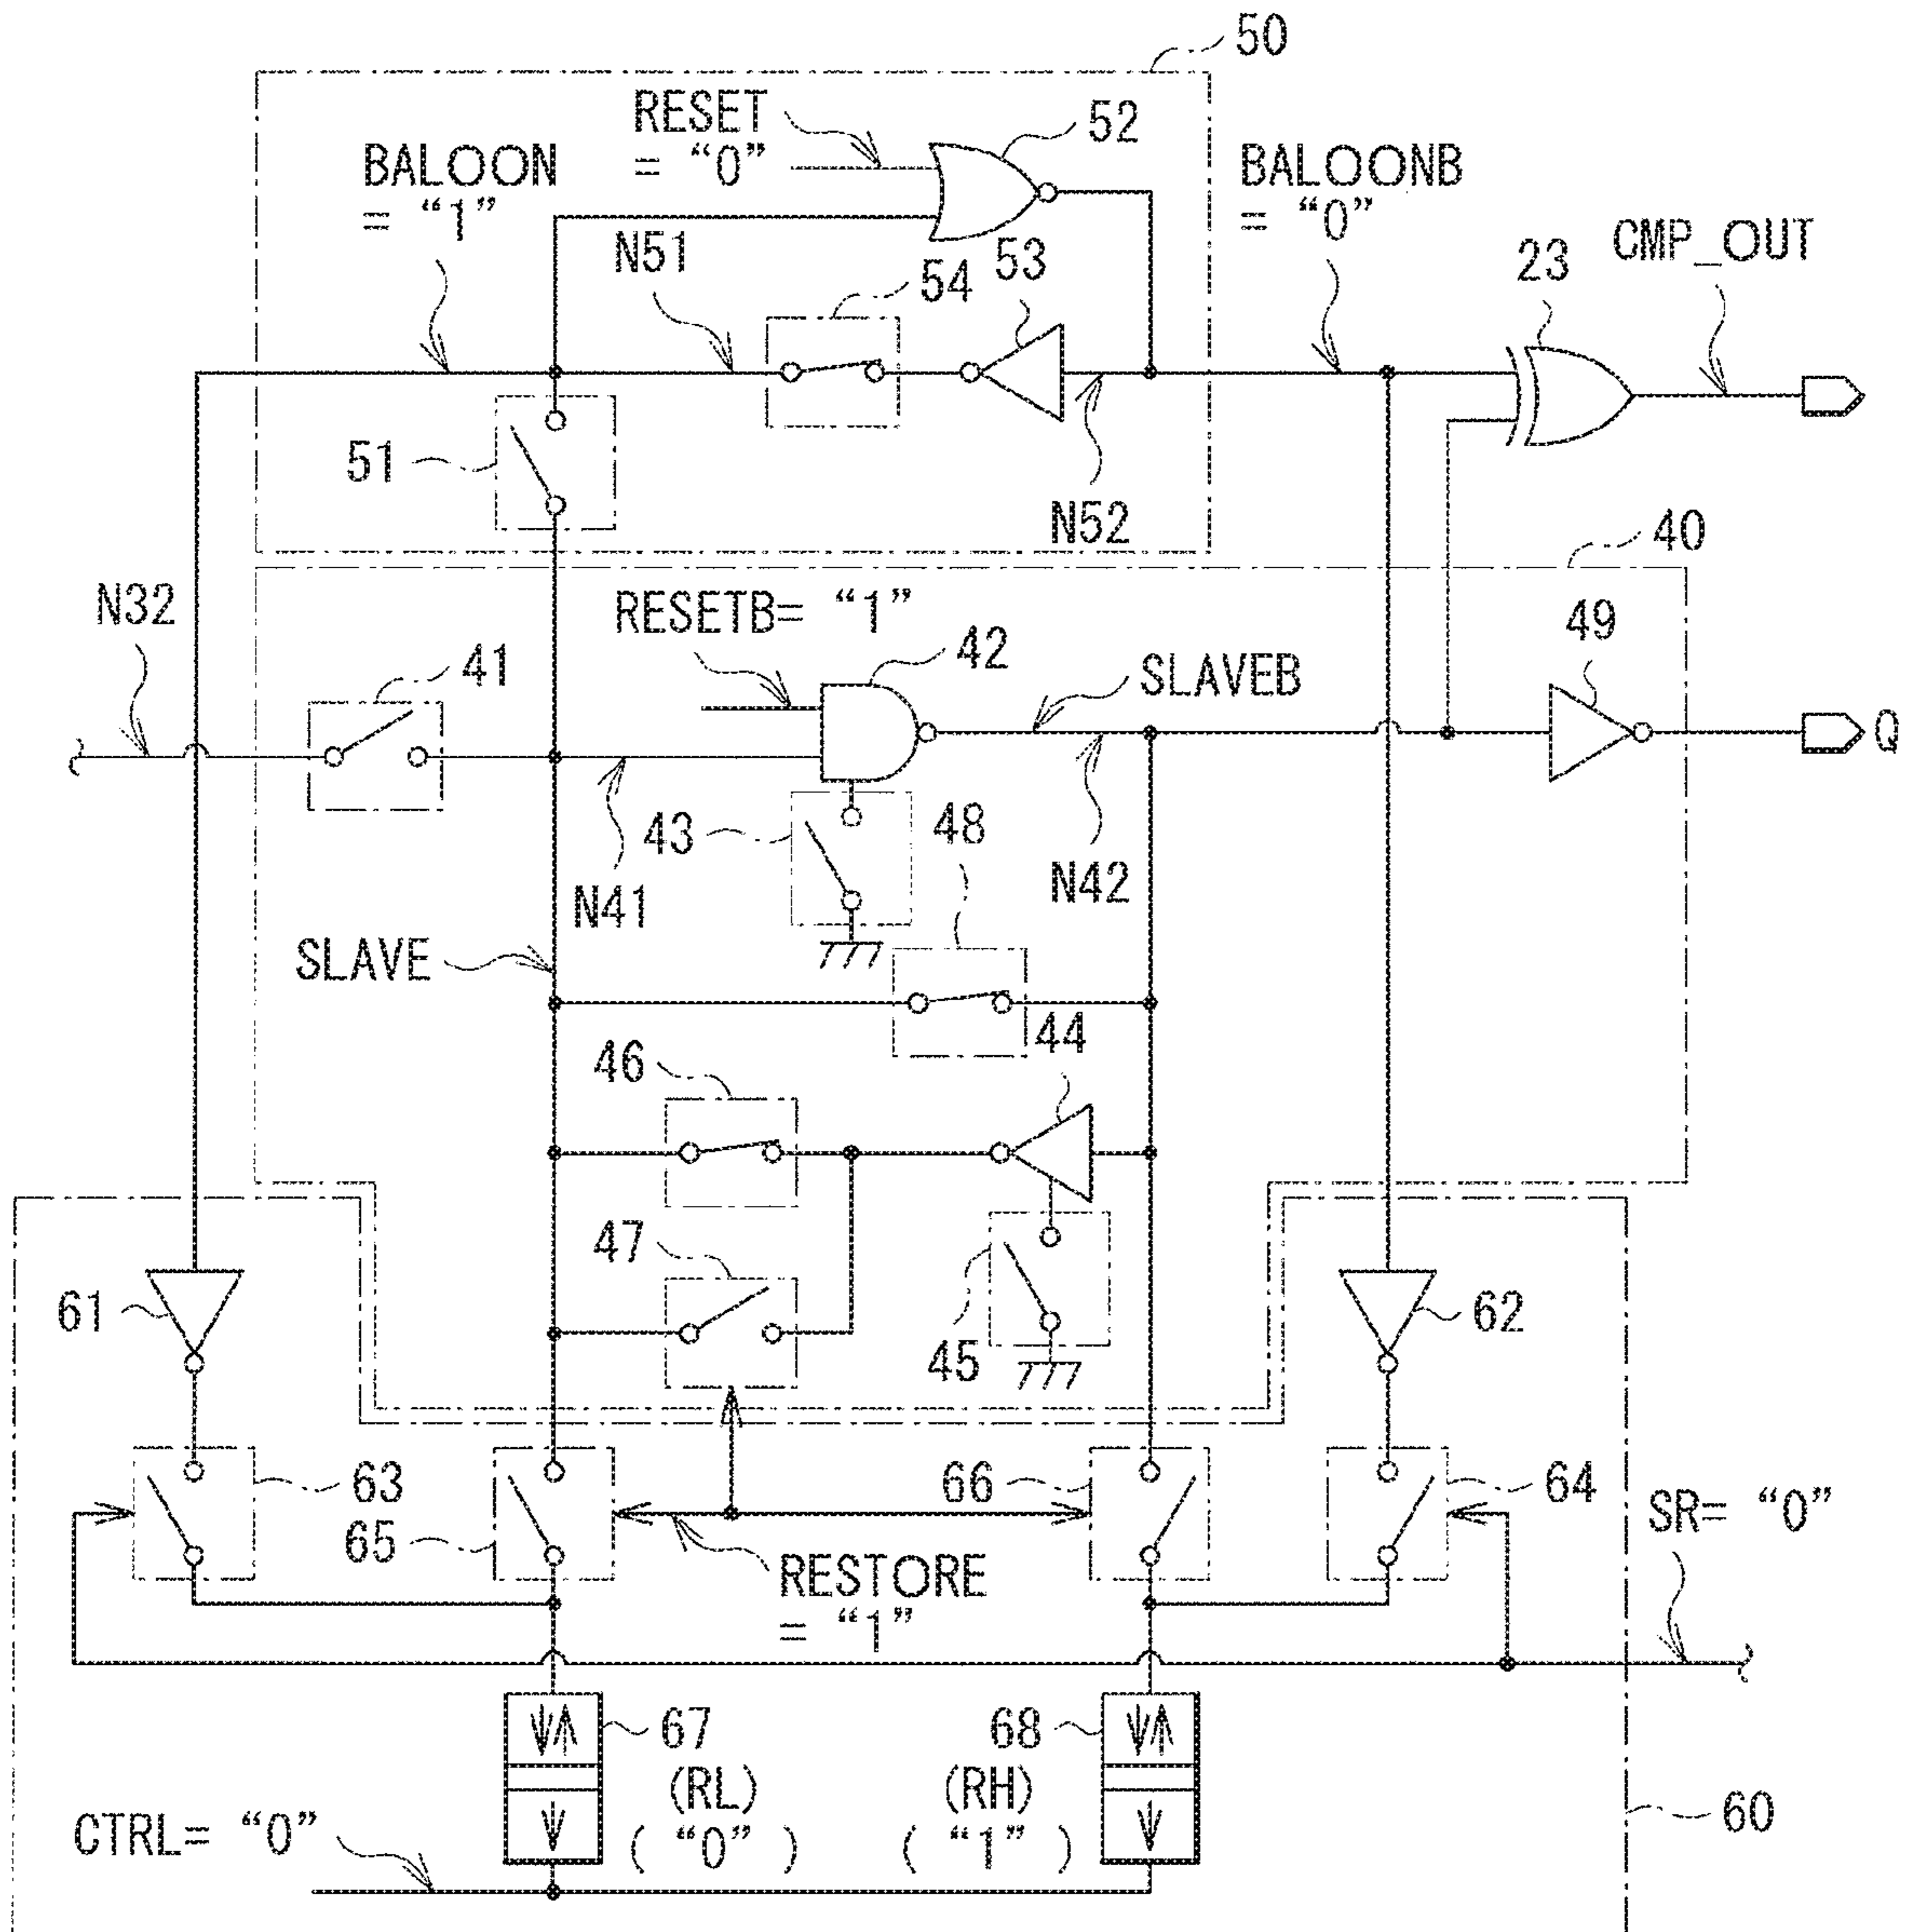 50
RESET
= “0”
52
BALOON
= “1”
BALOONB
= “0”
N51
54
53
23
CMP_OUT
51
N52
40
N32
RESETB= “1”
49
41
42
SLAVEB
Q
43
48
N41
N42
SLAVE
44
46
47
61
45
62
63
65
66
64
SR= “0”
RESTORE
= “1”
67
68
(RL)
(RH)
( “0” )
( “1” )
CTRL= “0”
60